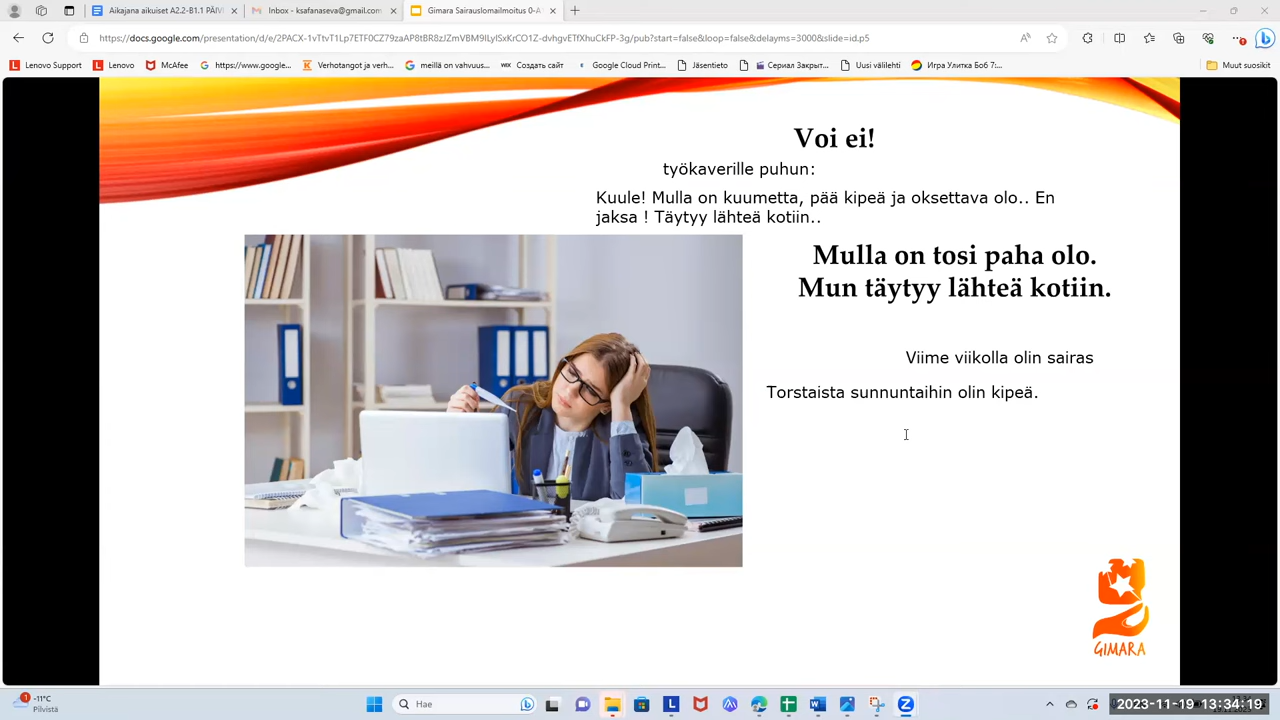 Aikajana aikuiset A2.2-B1.1 PÄIV
Inbox - ksafanaseva@gmail.com
Gimara Sairauslomailmoitus 0-A
https://docs.google.com/presentation/d/e/2PACX-1vTtvT1Lp7ETF0CZ79zaAP8tBR8zJZmVBM9ILyISxKrCO1Z-dvhgvETfXhuCkFP-3g/pub?start=false&loop=false&delayms=3000&slide=id.p5
Lenovo Support
Lenovo
McAfee
https://www.google...
Verhotangot ja verh...
meillä on vahvuus...
WIX Создать сайт
Google Cloud Print...
Jäsentieto
Сериал Закрыт...
Uusi välilehti
Игра Улитка Боб 7:...
Muut suosikit
Voi ei!
työkaverille puhun:
Kuule! Mulla on kuumetta, pää kipeä ja oksettava olo.. En
jaksa ! Täytyy lähteä kotiin..
Mulla on tosi paha olo.
Mun täytyy lähteä kotiin.
Viime viikolla olin sairas
Torstaista sunnuntaihin olin kipeä.
GIMARA
1
-11°C
Pilvistä
Hae
2023-11-19 13:34:19